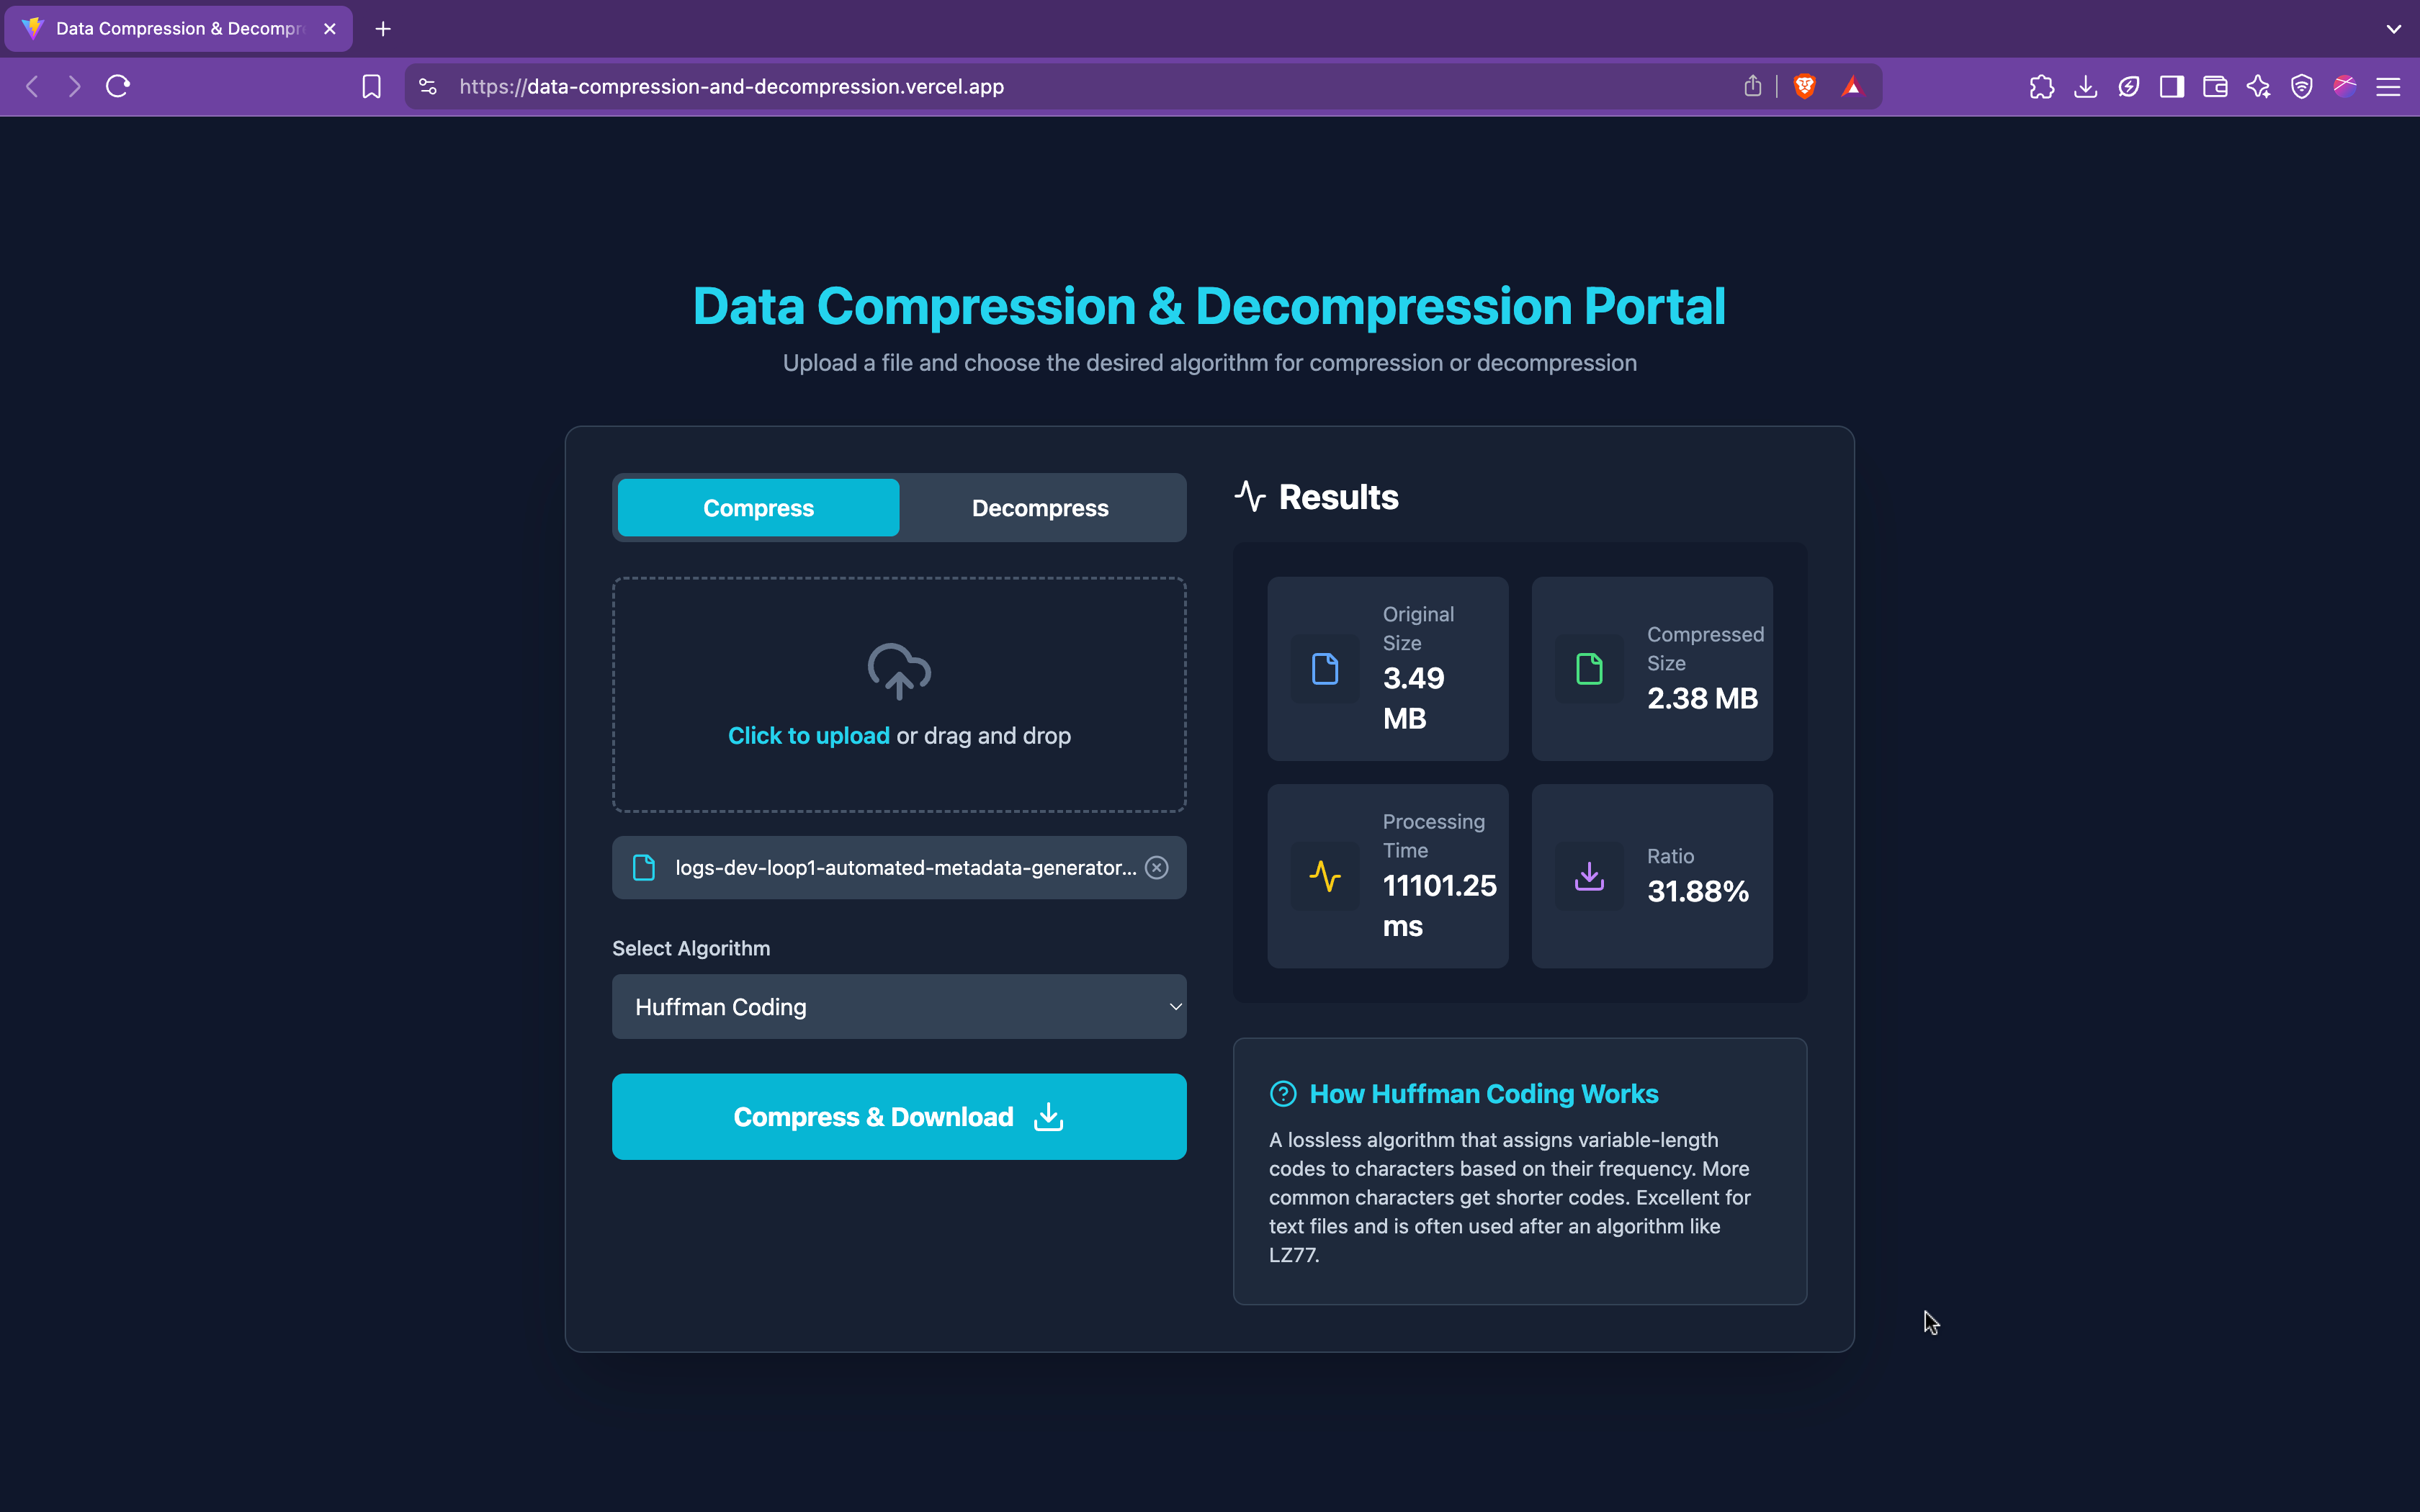 Data Compression & Decompr
https://data-compression-and-decompression.vercel.app
Data Compression & Decompression Portal
Upload a file and choose the desired algorithm for compression or decompression
Compress
Decompress
Click to upload or drag and drop
logs-dev-loop1-automated-metadata-generator...
Select Algorithm
Huffman Coding
Compress & Download
Results
Original
Size
3.49
MB
Compressed
Size
2.38 MB
Processing
Time
11101.25
ms
Ratio
31.88%
How Huffman Coding Works
A lossless algorithm that assigns variable-length
codes to characters based on their frequency. More
common characters get shorter codes. Excellent for
text files and is often used after an algorithm like
LZ77.